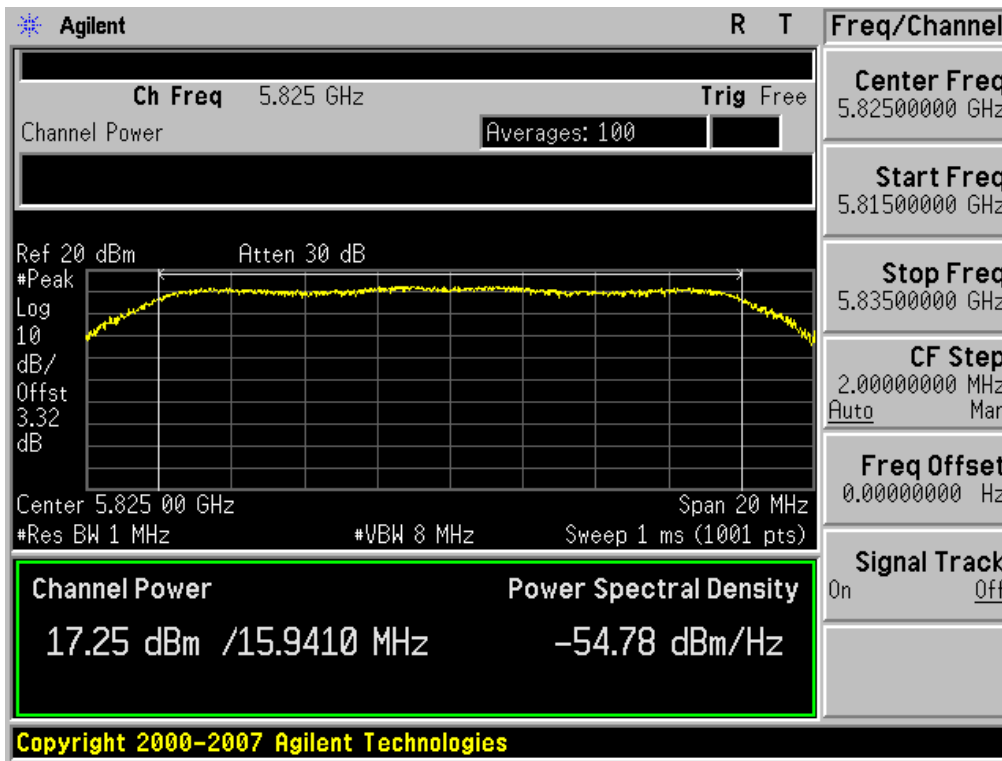 Agilent R T Freq/Channel
Ch Freq 5.825 GHz Trig Free
Channel Power Averages: 100
Ref 20 dBm Atten 30 dB
#Peak
Log
10
dB/
Offst
3.32
dB
Center 5.825 00 GHz Span 20 MHz
#Res BW 1 MHz #VBW 8 MHz Sweep 1 ms (1001 pts)
Channel Power Power Spectral Density
17.25 dBm /15.9410 MHz -54.78 dBm/Hz
Copyright 2000-2007 Agilent Technologies
Center Freq
5.82500000 GHz
Start Freq
5.81500000 GHz
Stop Freq
5.83500000 GHz
CF Step
2.00000000 MHz
Auto Man
Freq Offset
0.00000000 Hz
Signal Track
On Off